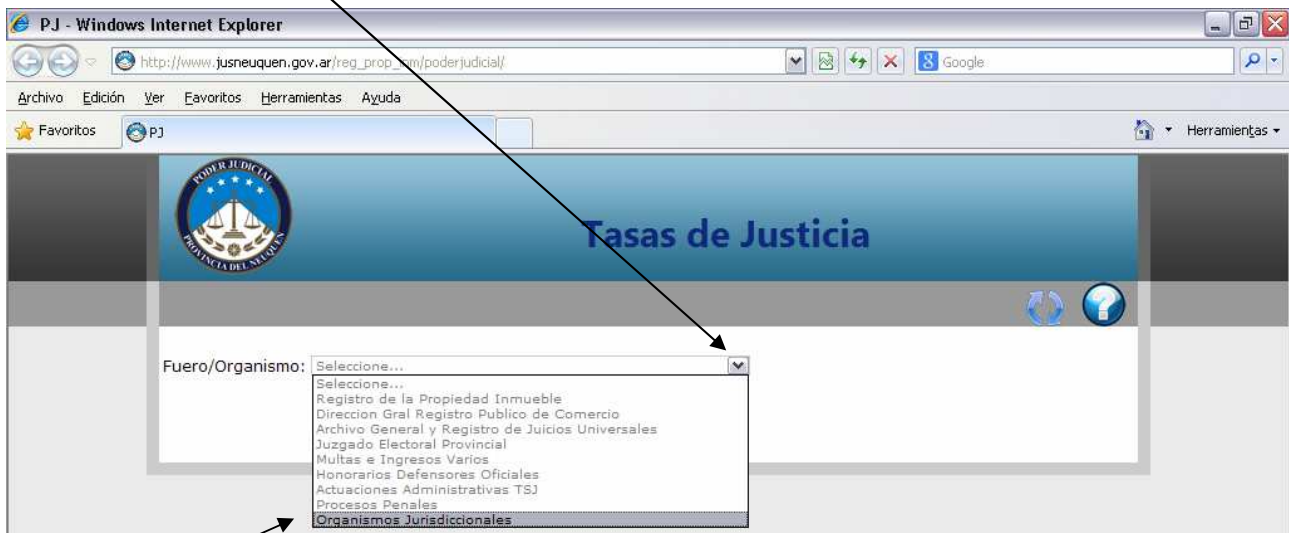 PJ - Windows Internet Explorer
http://www.jusneuquen.gov.ar/reg_prop_inm/poderjudicial/
Google
Archivo Edición Ver Favoritos Herramientas Ayuda
Favoritos PJ Herramientas
PODER JUDICIAL
PROVINCIA DEL NEUQUEN
Tasas de Justicia
Fuero/Organismo: Seleccione...
Seleccione...
Registro de la Propiedad Inmueble
Direccion Gral Registro Publico de Comercio
Archivo General y Registro de Juicios Universales
Juzgado Electoral Provincial
Multas e Ingresos Varios
Honorarios Defensores Oficiales
Actuaciones Administrativas TSJ
Procesos Penales
Organismos Jurisdiccionales